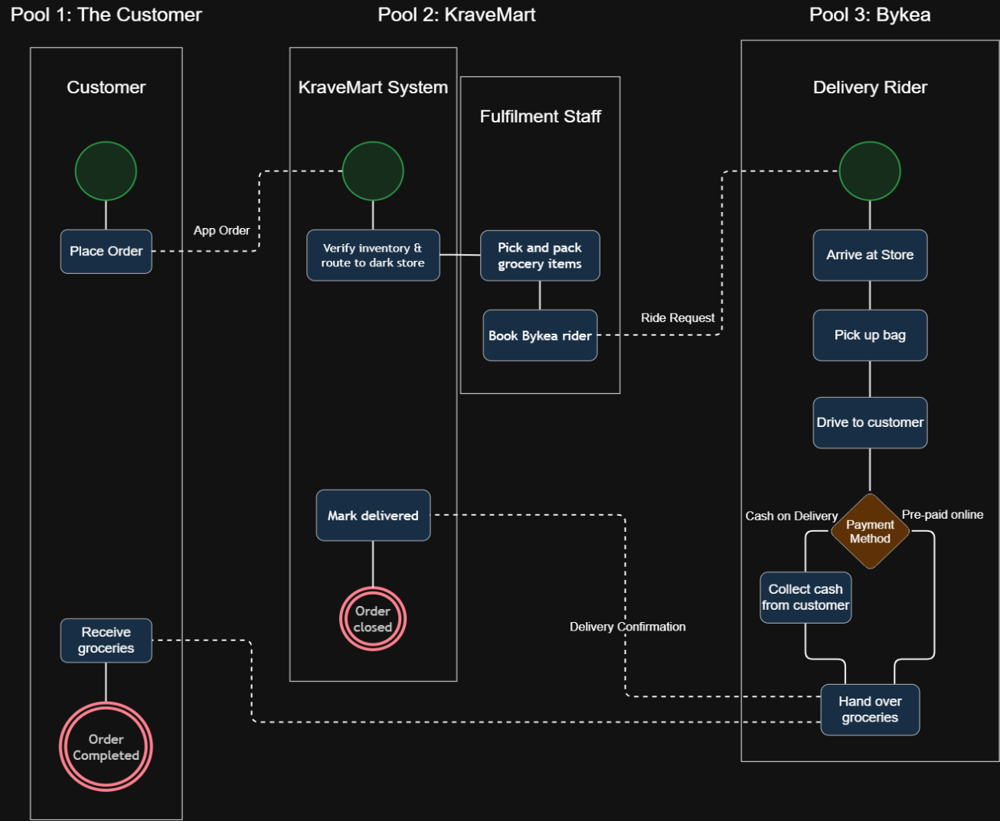 Pool 1: The Customer
Pool 2: KraveMart
Pool 3: Bykea
Customer
KraveMart System
Fulfilment Staff
Delivery Rider
Place Order
App Order
Verify inventory &
route to dark store
Pick and pack
grocery items
Book Bykea rider
Ride Request
Arrive at Store
Pick up bag
Drive to customer
Cash on Delivery
Payment
Method
Pre-paid online
Collect cash
from customer
Mark delivered
Order
closed
Delivery Confirmation
Receive
groceries
Hand over
groceries
Order
Completed